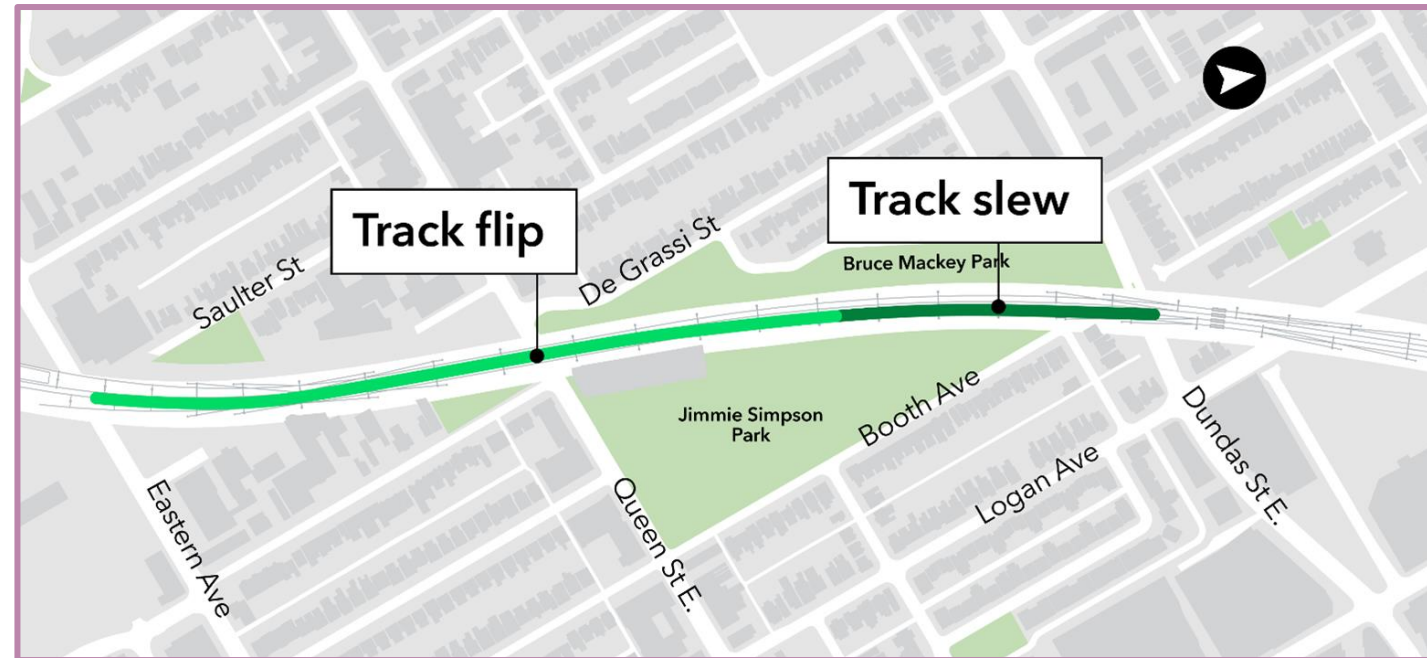 Track flip
Track slew
Saulter St
De Grassi St
Bruce Mackey Park
Jimmie Simpson
Park
Booth Ave
Logan Ave
Dundas St E.
Queen St E.
Eastern Ave